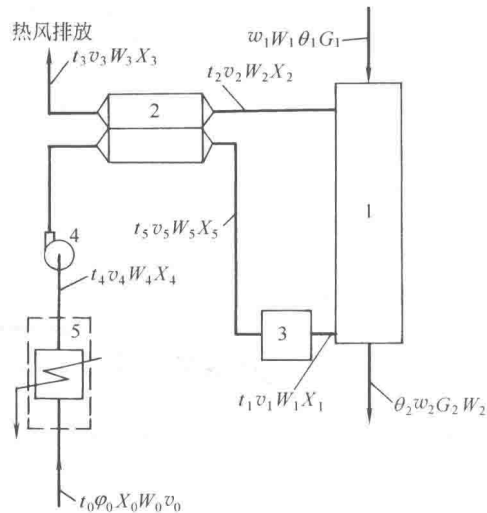 热风排放
t₃v₃W₃X₃
w₁W₁θ₁G₁
t₂v₂W₂X₂
2
1
t₅v₅W₅X₅
4
t₄v₄W₄X₄
5
3
t₁v₁W₁X₁
θ₂w₂G₂W₂
t₀φ₀X₀W₀v₀